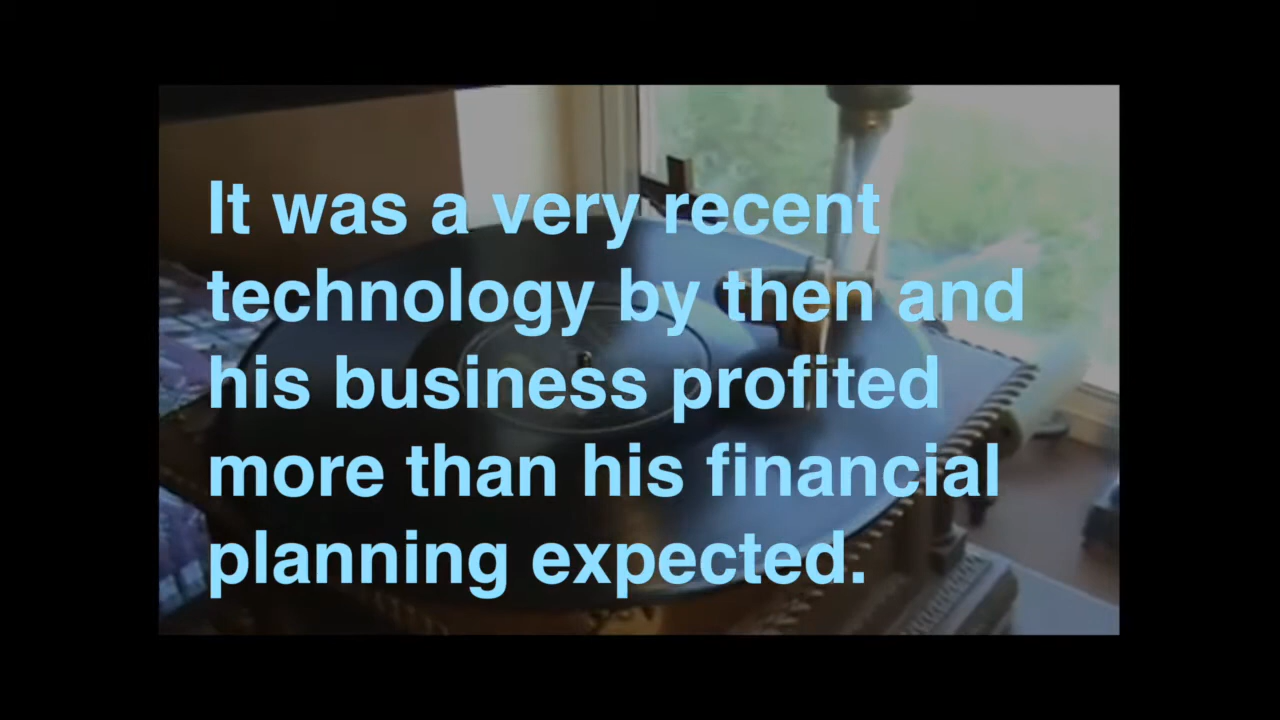 It was a very recent
technology by then and
his business profited
more than his financial
planning expected.